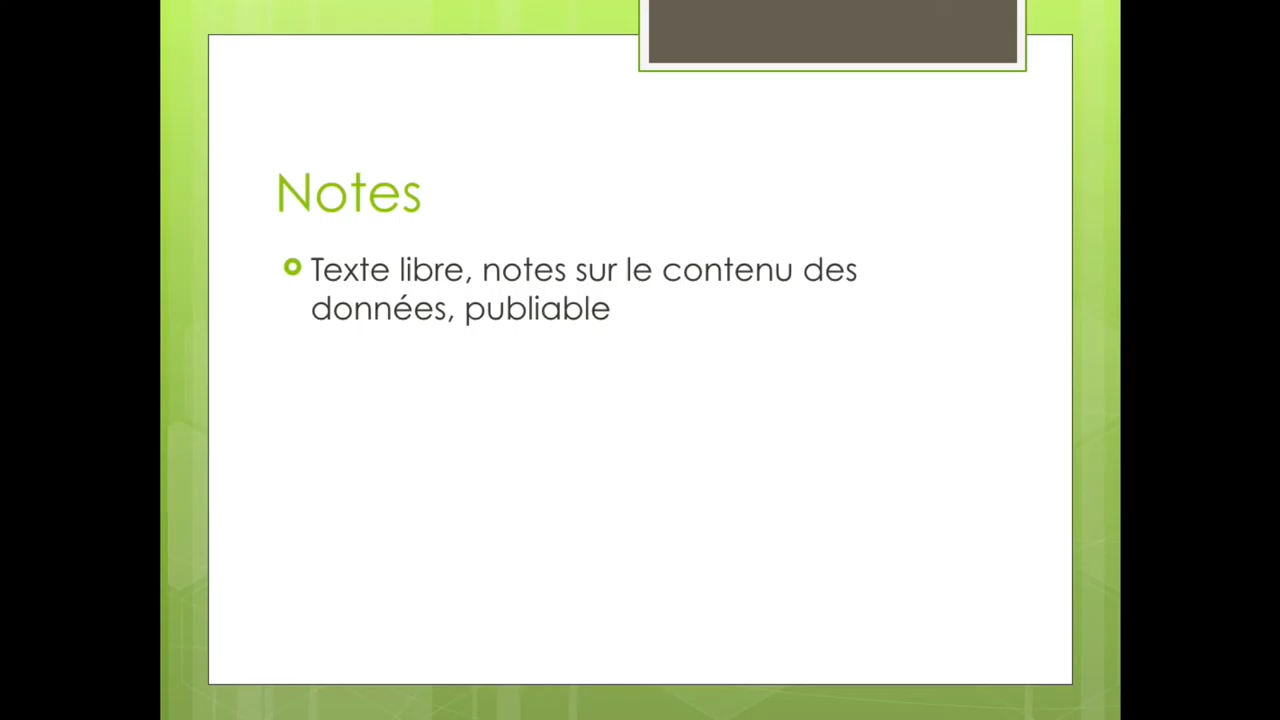 Notes
Texte libre, notes sur le contenu des
données, publiable